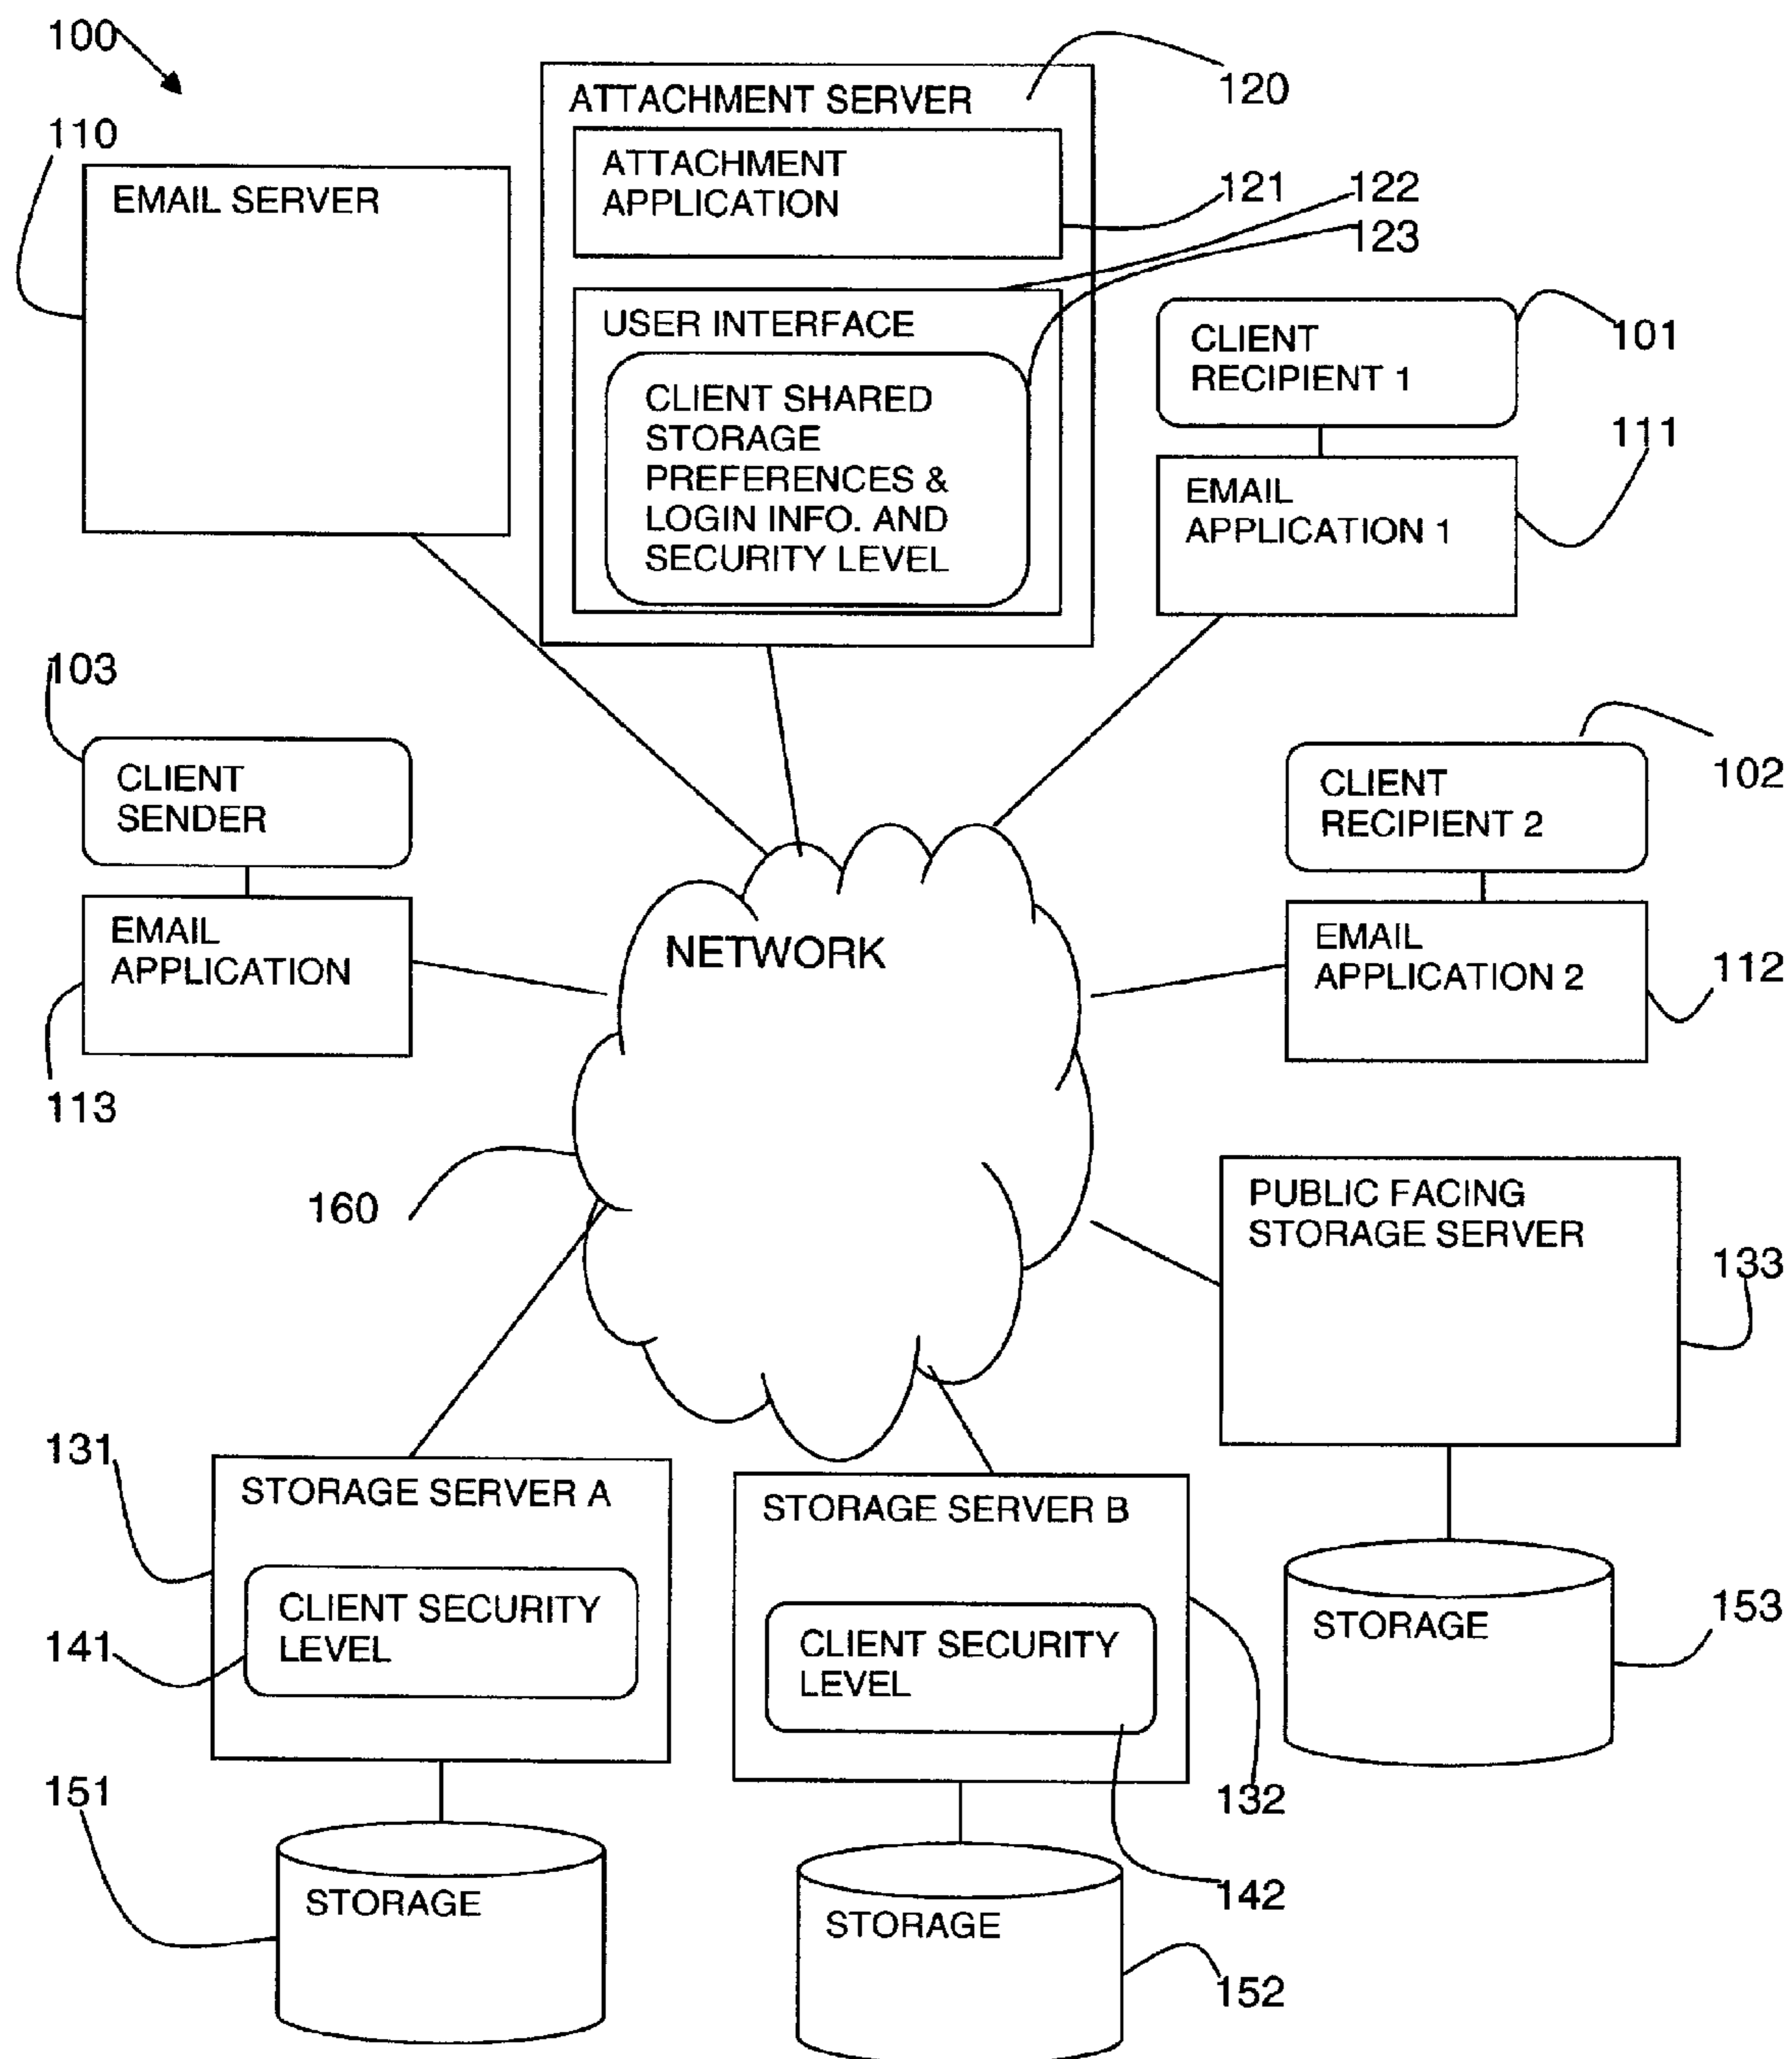 100
110
EMAIL SERVER
ATTACHMENT SERVER
120
ATTACHMENT
APPLICATION
121
122
123
USER INTERFACE
CLIENT SHARED
STORAGE
PREFERENCES &
LOGIN INFO. AND
SECURITY LEVEL
CLIENT
RECIPIENT 1
101
EMAIL
APPLICATION 1
111
103
CLIENT
SENDER
EMAIL
APPLICATION
113
NETWORK
160
CLIENT
RECIPIENT 2
102
EMAIL
APPLICATION 2
112
PUBLIC FACING
STORAGE SERVER
133
STORAGE
153
131
STORAGE SERVER A
CLIENT SECURITY
LEVEL
141
151
STORAGE
STORAGE SERVER B
CLIENT SECURITY
LEVEL
132
142
STORAGE
152